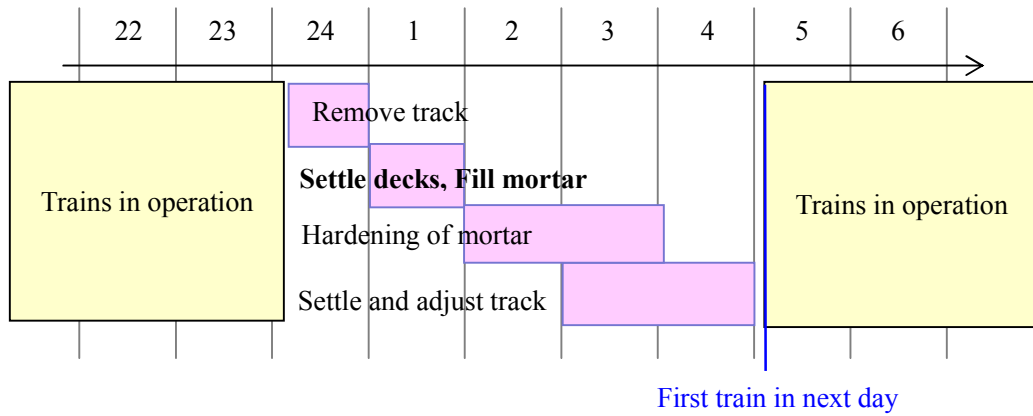 22 23 24 1 2 3 4 5 6
Remove track
Settle decks, Fill mortar
Trains in operation
Trains in operation
Hardening of mortar
Settle and adjust track
First train in next day